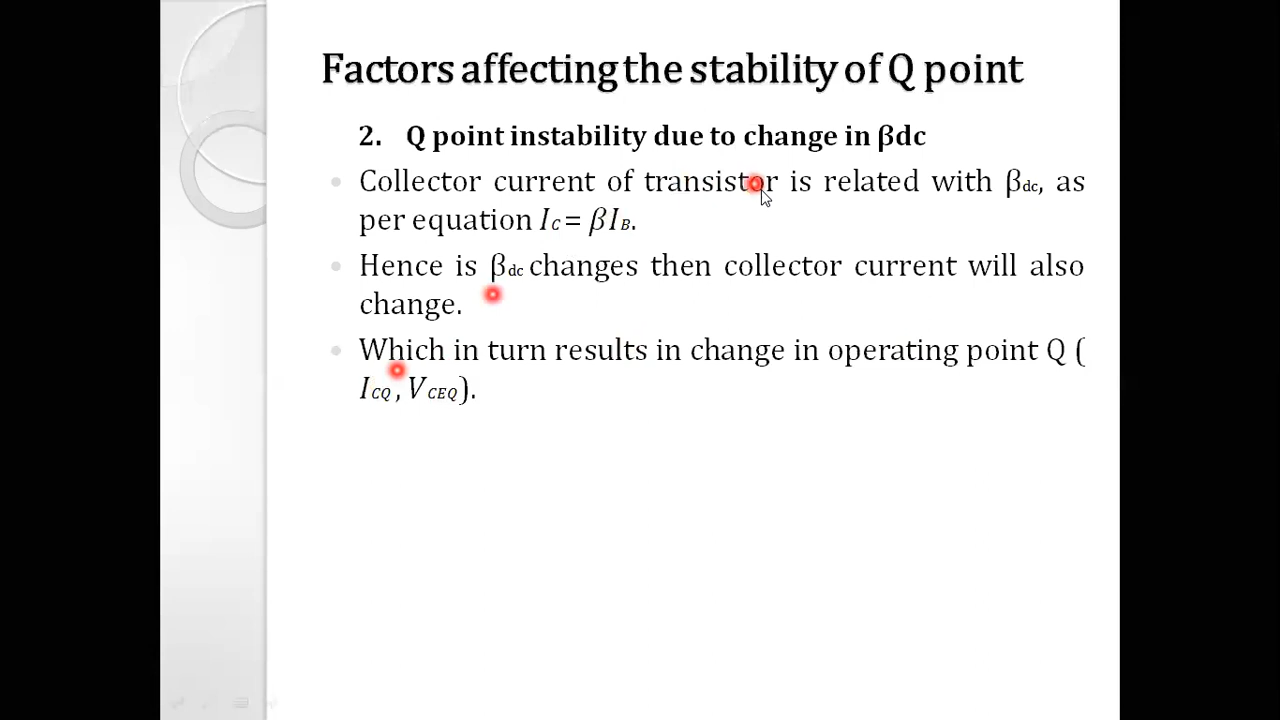 Factors affecting the stability of Q point
2. Q point instability due to change in βdc
• Collector current of transistor is related with βdc, as
per equation IC = βIB.
• Hence is βdc changes then collector current will also
change.
• Which in turn results in change in operating point Q (
ICQ , VCEQ).